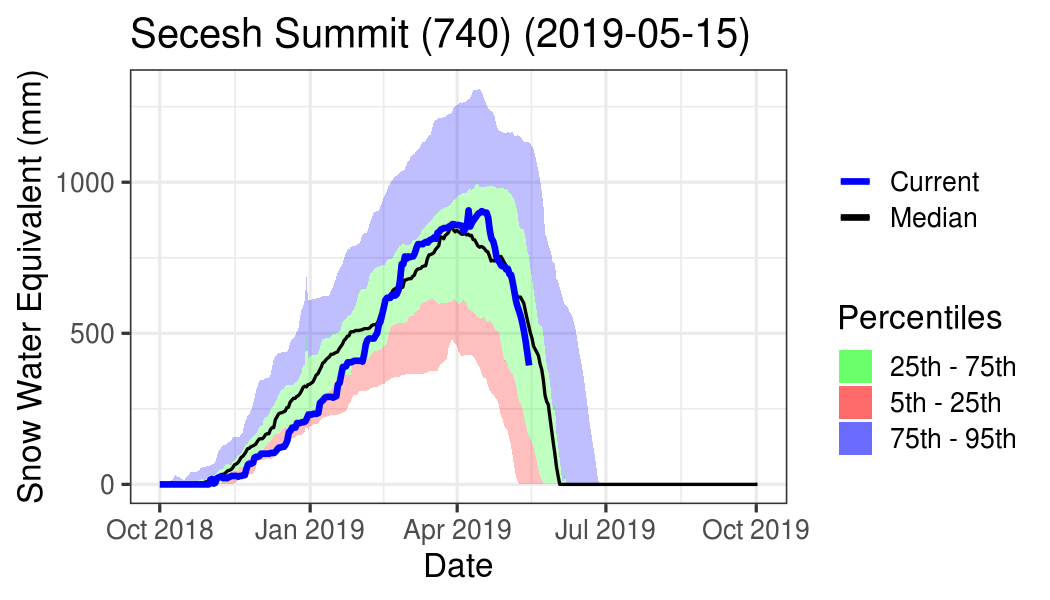 Secesh Summit (740) (2019-05-15)
Snow Water Equivalent (mm)
1000
500
0
Oct 2018
Jan 2019
Apr 2019
Jul 2019
Oct 2019
Date
Current
Median
Percentiles
25th - 75th
5th - 25th
75th - 95th